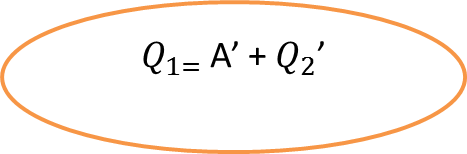 Q₁₌ A’ + Q₂’